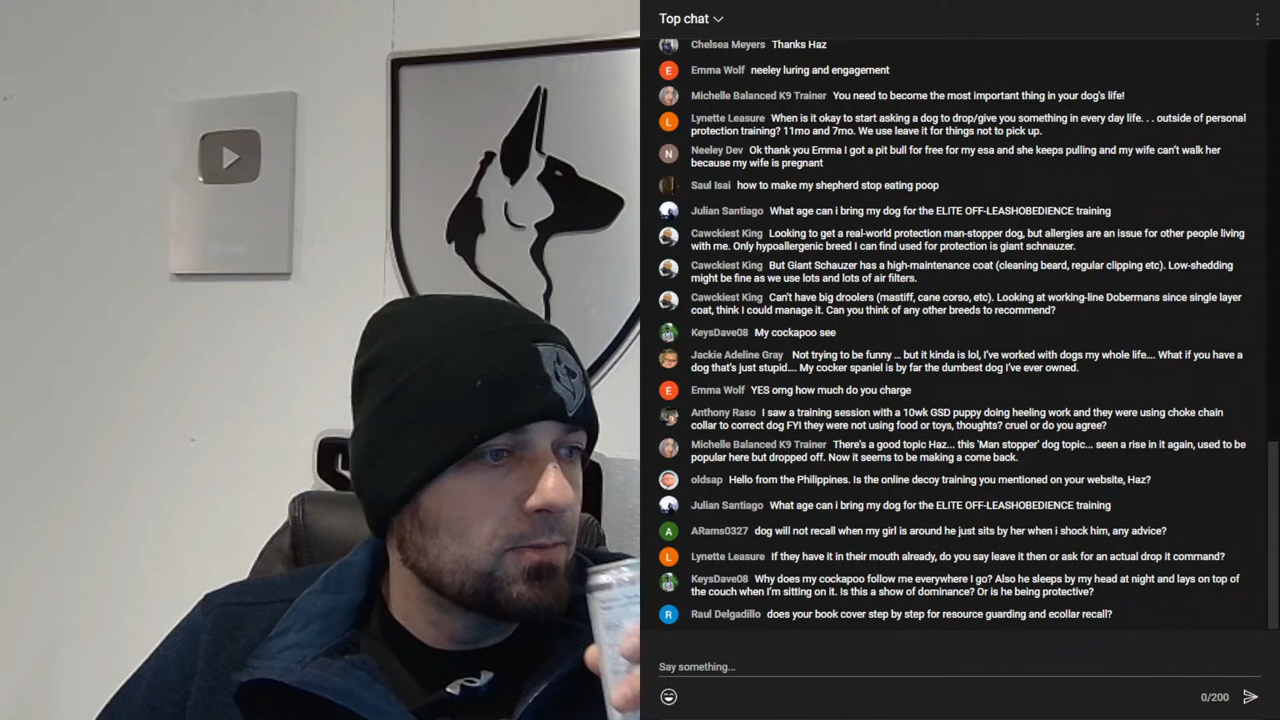 Top chat
Chelsea Meyers Thanks Haz
Emma Wolf neeley luring and engagement
Michelle Balanced K9 Trainer You need to become the most important thing in your dog's life!
Lynette Leasure When is it okay to start asking a dog to drop/give you something in every day life. . . outside of personal
protection training? 11mo and 7mo. We use leave it for things not to pick up.
Neeley Dev Ok thank you Emma I got a pit bull for free for my esa and she keeps pulling and my wife can't walk her
because my wife is pregnant
Saul Isai how to make my shepherd stop eating poop
Julian Santiago What age can i bring my dog for the ELITE OFF-LEASHOBEDIENCE training
Cawckiest King Looking to get a real-world protection man-stopper dog, but allergies are an issue for other people living
with me. Only hypoallergenic breed I can find used for protection is giant schnauzer.
Cawckiest King But Giant Schauzer has a high-maintenance coat (cleaning beard, regular clipping etc). Low-shedding
might be fine as we use lots and lots of air filters.
Cawckiest King Can't have big droolers (mastiff, cane corso, etc). Looking at working-line Dobermans since single layer
coat, think I could manage it. Can you think of any other breeds to recommend?
KeysDave08 My cockapoo see
Jackie Adeline Gray Not trying to be funny … but it kinda is lol, I've worked with dogs my whole life…. What if you have a
dog that's just stupid…. My cocker spaniel is by far the dumbest dog I've ever owned.
Emma Wolf YES omg how much do you charge
Anthony Raso I saw a training session with a 10wk GSD puppy doing heeling work and they were using choke chain
collar to correct dog FYI they were not using food or toys, thoughts? cruel or do you agree?
Michelle Balanced K9 Trainer There's a good topic Haz... this 'Man stopper' dog topic... seen a rise in it again, used to be
popular here but dropped off. Now it seems to be making a come back.
oldsap Hello from the Philippines. Is the online decoy training you mentioned on your website, Haz?
Julian Santiago What age can i bring my dog for the ELITE OFF-LEASHOBEDIENCE training
ARams0327 dog will not recall when my girl is around he just sits by her when i shock him, any advice?
Lynette Leasure If they have it in their mouth already, do you say leave it then or ask for an actual drop it command?
KeysDave08 Why does my cockapoo follow me everywhere I go? Also he sleeps by my head at night and lays on top of
the couch when I'm sitting on it. Is this a show of dominance? Or is he being protective?
Raul Delgadillo does your book cover step by step for resource guarding and ecollar recall?
Say something...
0/200